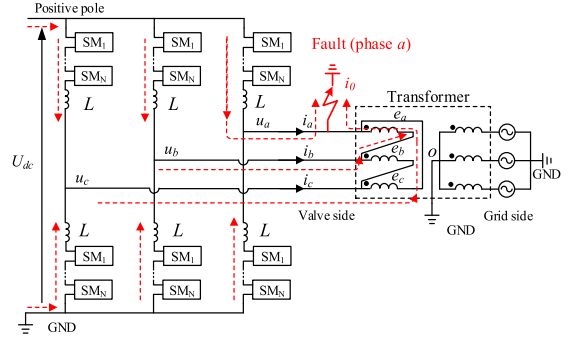 Positive pole
SM1 SM1 SM1
Fault (phase a)
SMN SMN SMN
i0
L L L
Transformer
ua ia ea
Udc
ub ib eb o
GND
uc ic ec
Valve side Grid side
GND
L L L
SM1 SM1 SM1
SMN SMN SMN
GND